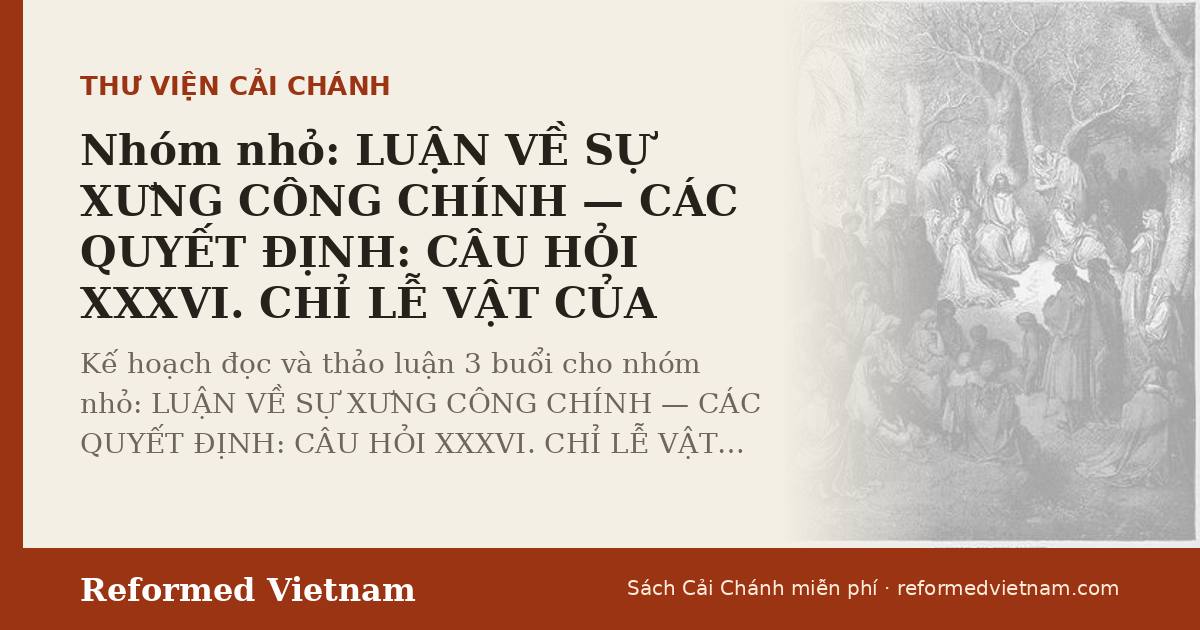 THƯ VIỆN CẢI CHÁNH
Nhóm nhỏ: LUẬN VỀ SỰ
XƯNG CÔNG CHÍNH — CÁC
QUYẾT ĐỊNH: CÂU HỎI
XXXVI. CHỈ LỄ VẬT CỦA
Kế hoạch đọc và thảo luận 3 buổi cho nhóm
nhỏ: LUẬN VỀ SỰ XƯNG CÔNG CHÍNH — CÁC
QUYẾT ĐỊNH: CÂU HỎI XXXVI. CHỈ LỄ VẬT...
Reformed Vietnam
Sách Cải Chánh miễn phí · reformedvietnam.com